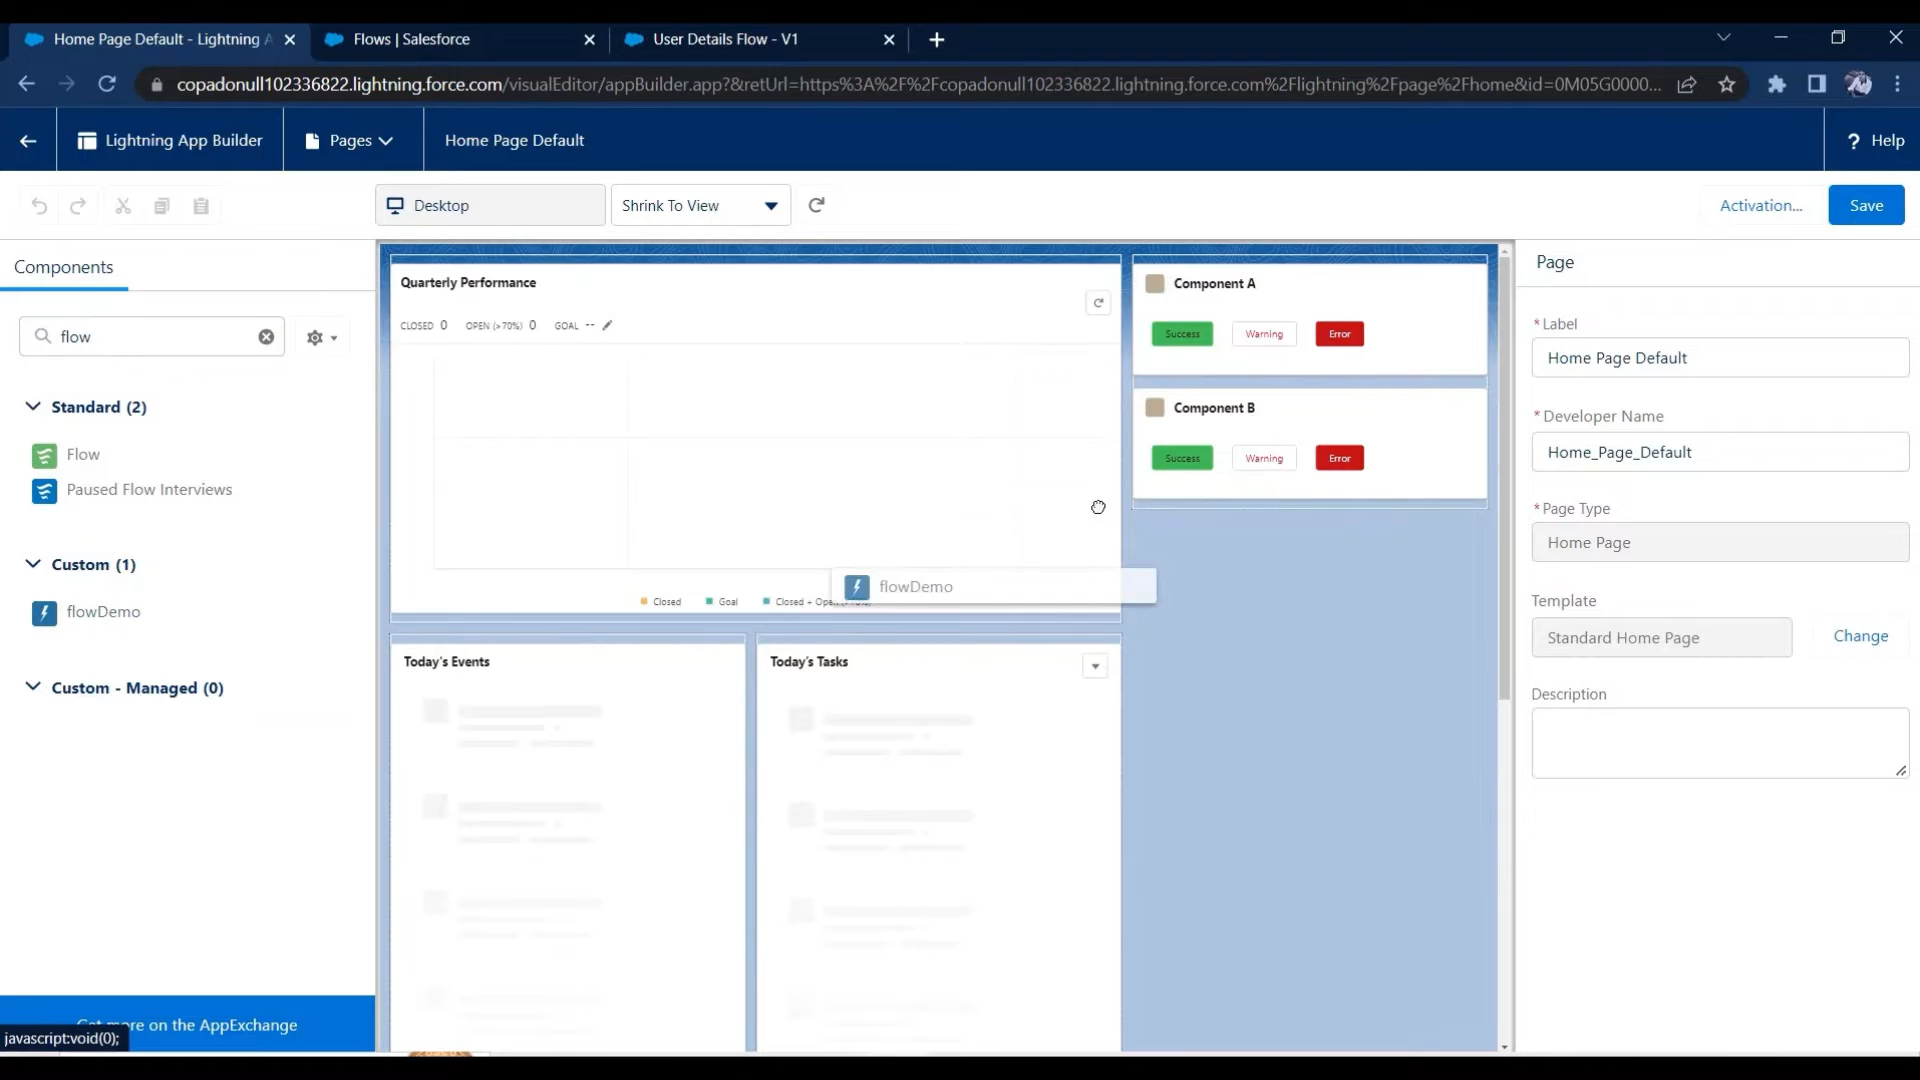 Home Page Default - Lightning A
Flows | Salesforce
User Details Flow - V1
copadonull102336822.lightning.force.com/visualEditor/appBuilder.app?&retUrl=https%3A%2F%2Fcopadonull102336822.lightning.force.com%2Flightning%2Fpage%2Fhome&id=0M05G0000...
Lightning App Builder
Pages
Home Page Default
? Help
Desktop
Shrink To View
Activation...
Save
Components
flow
Standard (2)
Flow
Paused Flow Interviews
Custom (1)
flowDemo
Custom - Managed (0)
Get more on the AppExchange
javascript:void(0);
Quarterly Performance
CLOSED 0 OPEN (>70%) 0 GOAL --
Closed Goal Closed + Open (>70%)
flowDemo
Today's Events
Today's Tasks
Component A
Success Warning Error
Component B
Success Warning Error
Page
* Label
Home Page Default
* Developer Name
Home_Page_Default
* Page Type
Home Page
Template
Standard Home Page
Change
Description